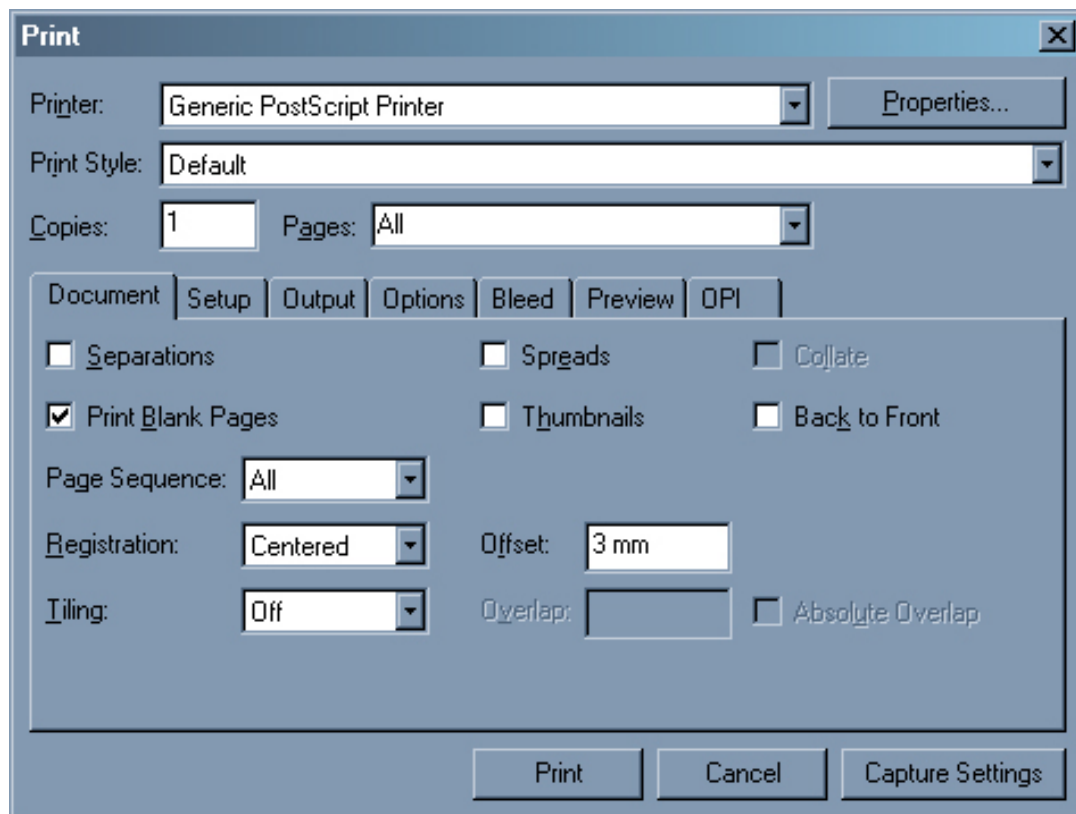 Print
Printer: Generic PostScript Printer Properties...
Print Style: Default
Copies: 1 Pages: All
Document Setup Output Options Bleed Preview OPI
Separations Spreads Collate
Print Blank Pages Thumbnails Back to Front
Page Sequence: All
Registration: Centered Offset: 3 mm
Tiling: Off Overlap: Absolute Overlap
Print Cancel Capture Settings